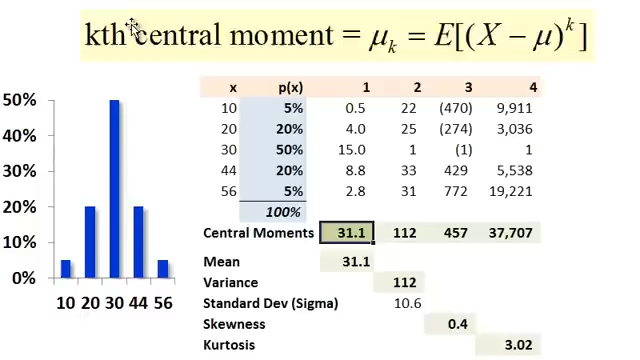 kth central moment = μk = E[(X − μ)^k]
x p(x) 1 2 3 4
50%
10 5% 0.5 22 (470) 9,911
40%
20 20% 4.0 25 (274) 3,036
30 50% 15.0 1 (1) 1
30%
44 20% 8.8 33 429 5,538
20%
56 5% 2.8 31 772 19,221
100%
10%
Central Moments 31.1 112 457 37,707
Mean 31.1
0%
Variance 112
10 20 30 44 56
Standard Dev (Sigma) 10.6
Skewness 0.4
Kurtosis 3.02